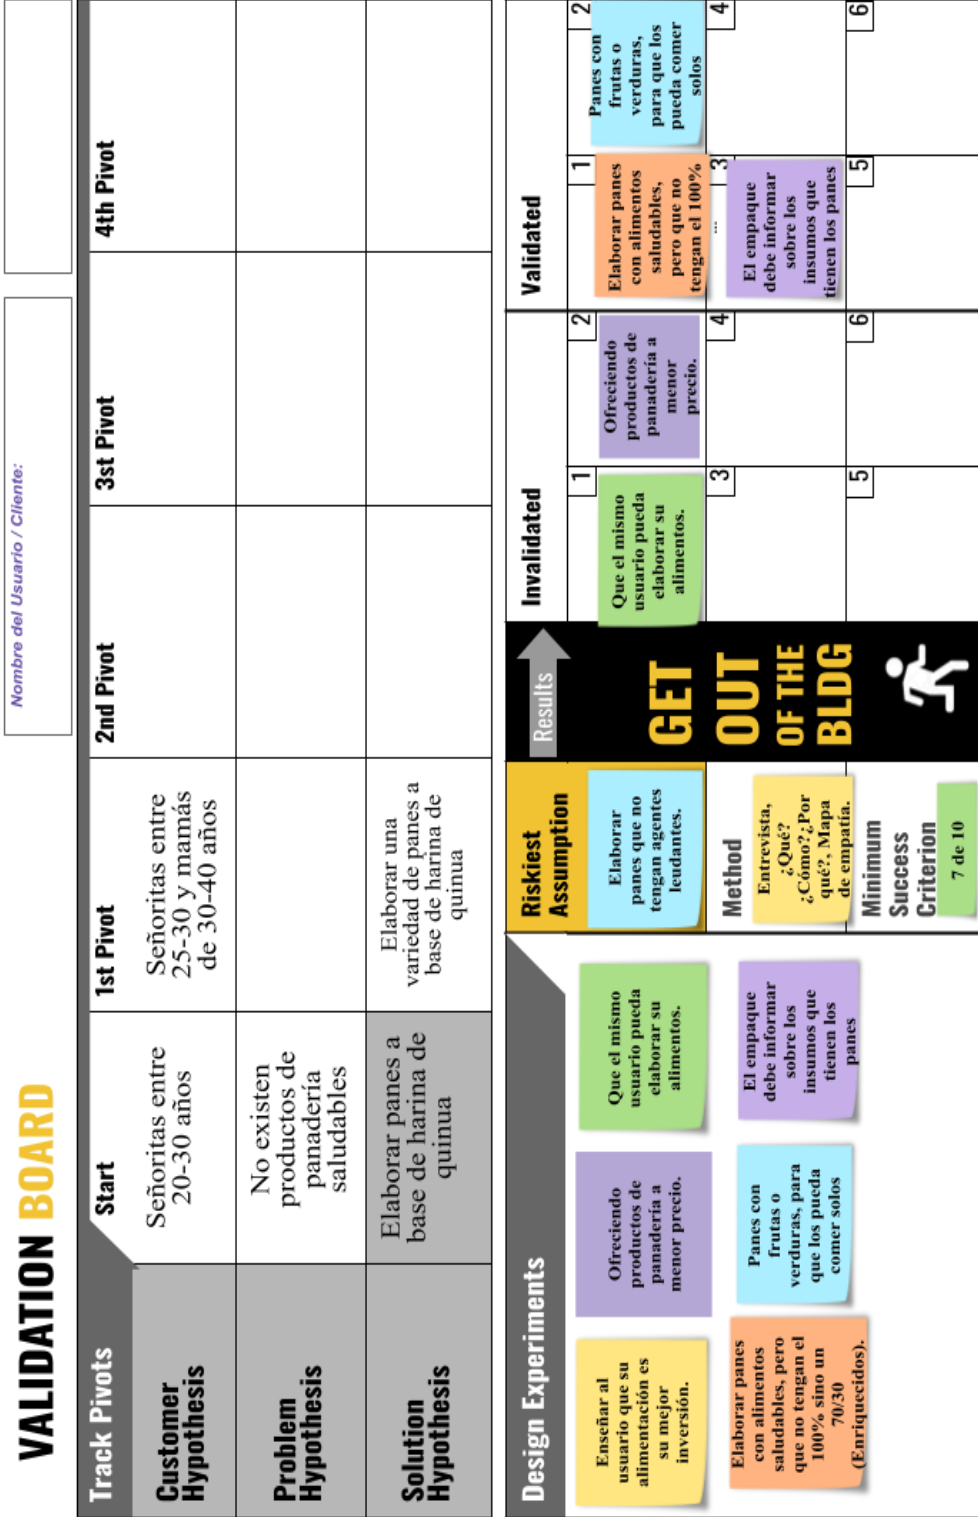 VALIDATION BOARD
Nombre del Usuario / Cliente:
Track Pivots
Start
1st Pivot
2nd Pivot
3st Pivot
4th Pivot
Customer
Hypothesis
Señoritas entre
20-30 años
Señoritas entre
25-30 y mamás
de 30-40 años
Problem
Hypothesis
No existen
productos de
panadería
saludables
Solution
Hypothesis
Elaborar panes a
base de harina de
quinua
Elaborar una
variedad de panes a
base de harina de
quinua
Design Experiments
Enseñar al
usuario que su
alimentación es
su mejor
inversión.
Ofreciendo
productos de
panadería a
menor precio.
Que el mismo
usuario pueda
elaborar su
alimentos.
Elaborar panes
con alimentos
saludables, pero
que no tengan el
100% sino un
70/30
(Enriquecidos).
Panes con
frutas o
verduras, para
que los pueda
comer solos
El empaque
debe informar
sobre los
insumos que
tienen los
panes
Riskiest
Assumption
Elaborar
panes que no
tengan agentes
leudantes.
Method
Entrevista,
¿Qué?
¿Cómo?¿Por
qué?, Mapa
de empatía.
Minimum
Success
Criterion
7 de 10
Results
GET
OUT
OF THE
BLDG
Invalidated
1
Que el mismo
usuario pueda
elaborar su
alimentos.
2
Ofreciendo
productos de
panadería a
menor
precio.
3
4
5
6
Validated
1
Elaborar panes
con alimentos
saludables,
pero que no
tengan el 100%
...
2
Panes con
frutas o
verduras,
para que los
pueda comer
solos
3
El empaque
debe informar
sobre los
insumos que
tienen los panes
4
5
6